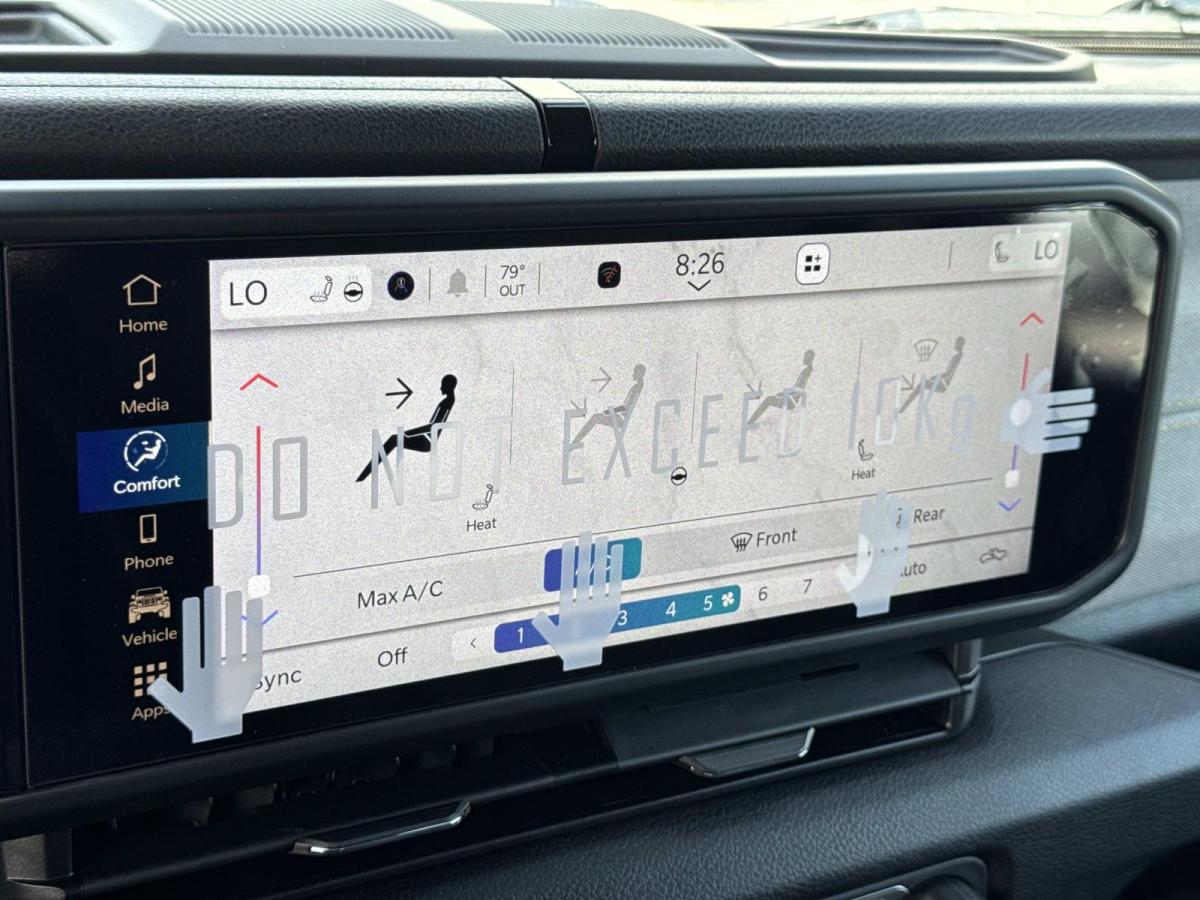 LO
79°
OUT
8:26
LO
Home
Media
Comfort
Phone
Vehicle
Apps
DO NOT EXCEED 10Kg
Heat
Heat
Max A/C
Front
Rear
Sync
Off
1 3 4 5 6 7